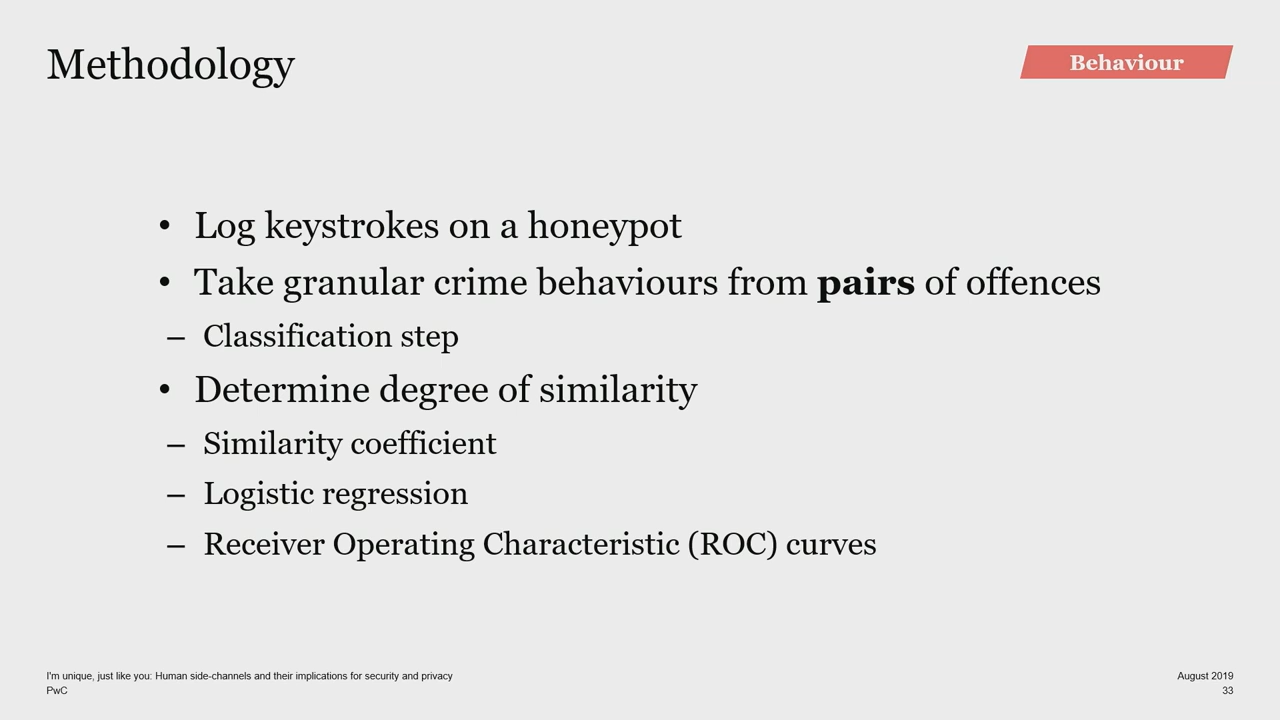 Methodology
Behaviour
• Log keystrokes on a honeypot
• Take granular crime behaviours from pairs of offences
– Classification step
• Determine degree of similarity
– Similarity coefficient
– Logistic regression
– Receiver Operating Characteristic (ROC) curves
I'm unique, just like you: Human side-channels and their implications for security and privacy
PwC
August 2019
33